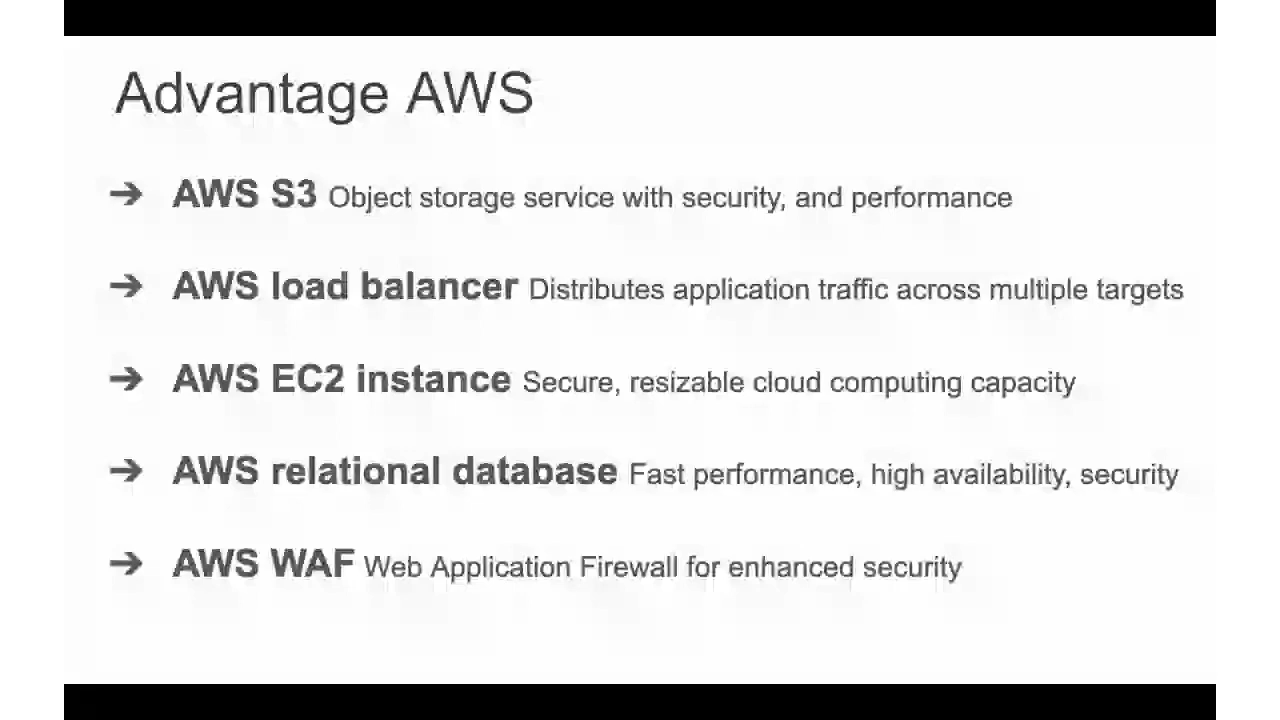 Advantage AWS
➔ AWS S3 Object storage service with security, and performance
➔ AWS load balancer Distributes application traffic across multiple targets
➔ AWS EC2 instance Secure, resizable cloud computing capacity
➔ AWS relational database Fast performance, high availability, security
➔ AWS WAF Web Application Firewall for enhanced security